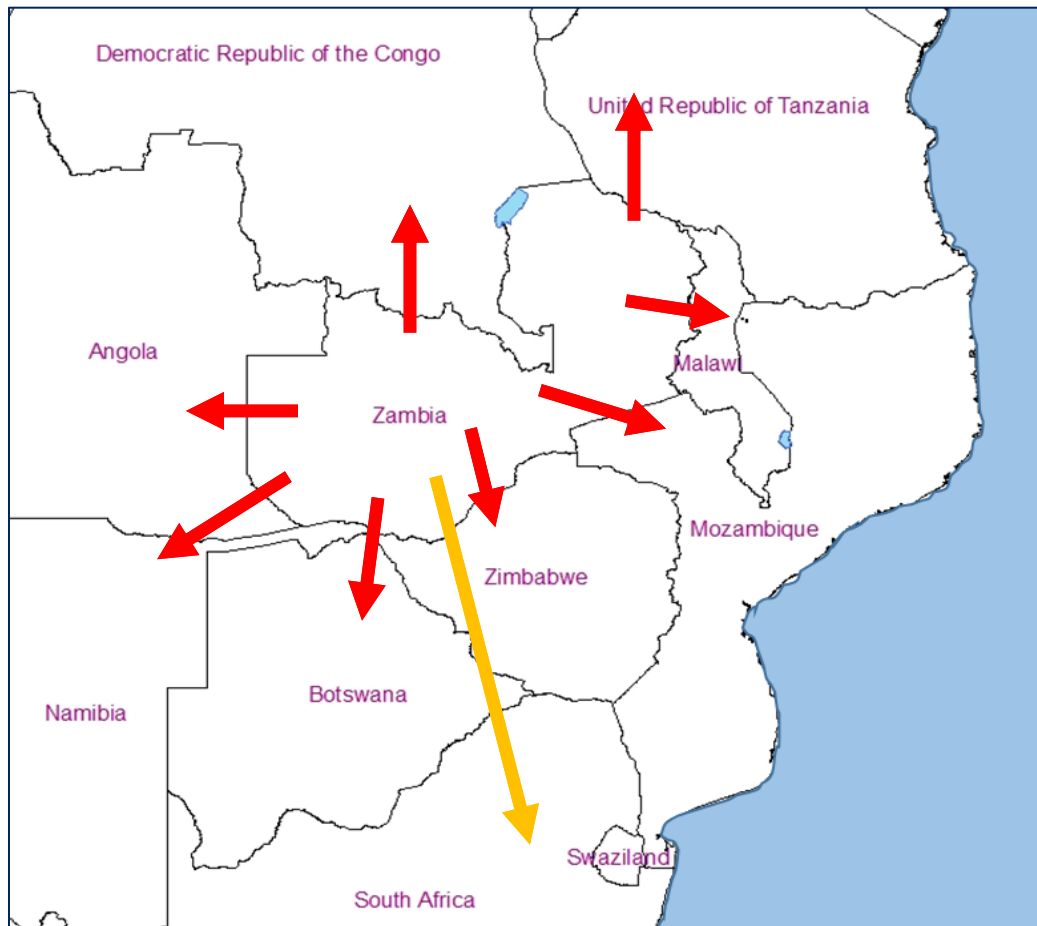 Democratic Republic of the Congo
United Republic of Tanzania
Angola
Malawi
Zambia
Mozambique
Zimbabwe
Botswana
Namibia
Swaziland
South Africa